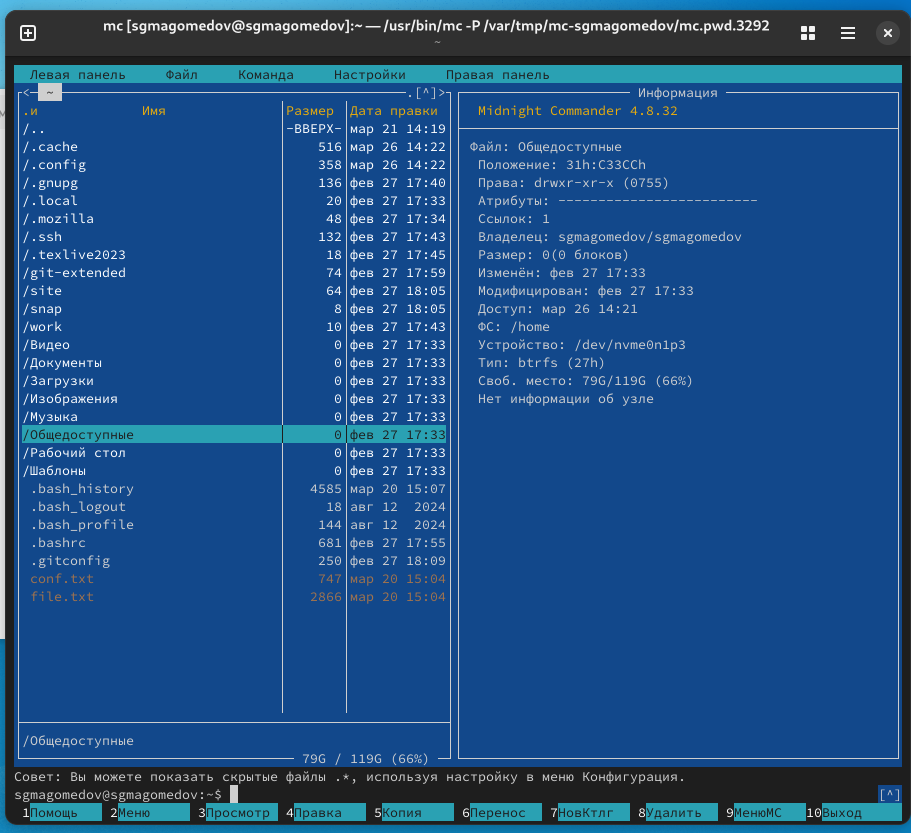 mc [sgmagomedov@sgmagomedov]:~ — /usr/bin/mc -P /var/tmp/mc-sgmagomedov/mc.pwd.3292
~
Левая панель Файл Команда Настройки Правая панель
<─ ~ .[^]>
.и Имя Размер Дата правки
/.. -ВВЕРХ- мар 21 14:19
/.cache 516 мар 26 14:22
/.config 358 мар 26 14:22
/.gnupg 136 фев 27 17:40
/.local 20 фев 27 17:33
/.mozilla 48 фев 27 17:34
/.ssh 132 фев 27 17:43
/.texlive2023 18 фев 27 17:45
/git-extended 74 фев 27 17:59
/site 64 фев 27 18:05
/snap 8 фев 27 18:05
/work 10 фев 27 17:43
/Видео 0 фев 27 17:33
/Документы 0 фев 27 17:33
/Загрузки 0 фев 27 17:33
/Изображения 0 фев 27 17:33
/Музыка 0 фев 27 17:33
/Общедоступные 0 фев 27 17:33
/Рабочий стол 0 фев 27 17:33
/Шаблоны 0 фев 27 17:33
.bash_history 4585 мар 20 15:07
.bash_logout 18 авг 12 2024
.bash_profile 144 авг 12 2024
.bashrc 681 фев 27 17:55
.gitconfig 250 фев 27 18:09
conf.txt 747 мар 20 15:04
file.txt 2866 мар 20 15:04
/Общедоступные
79G / 119G (66%)
Информация
Midnight Commander 4.8.32
Файл: Общедоступные
Положение: 31h:C33CCh
Права: drwxr-xr-x (0755)
Атрибуты: -------------------------
Ссылок: 1
Владелец: sgmagomedov/sgmagomedov
Размер: 0(0 блоков)
Изменён: фев 27 17:33
Модифицирован: фев 27 17:33
Доступ: мар 26 14:21
ФС: /home
Устройство: /dev/nvme0n1p3
Тип: btrfs (27h)
Своб. место: 79G/119G (66%)
Нет информации об узле
Совет: Вы можете показать скрытые файлы .*, используя настройку в меню Конфигурация.
sgmagomedov@sgmagomedov:~$ [^]
1Помощь 2Меню 3Просмотр 4Правка 5Копия 6Перенос 7НовКтлг 8Удалить 9МенюMC 10Выход